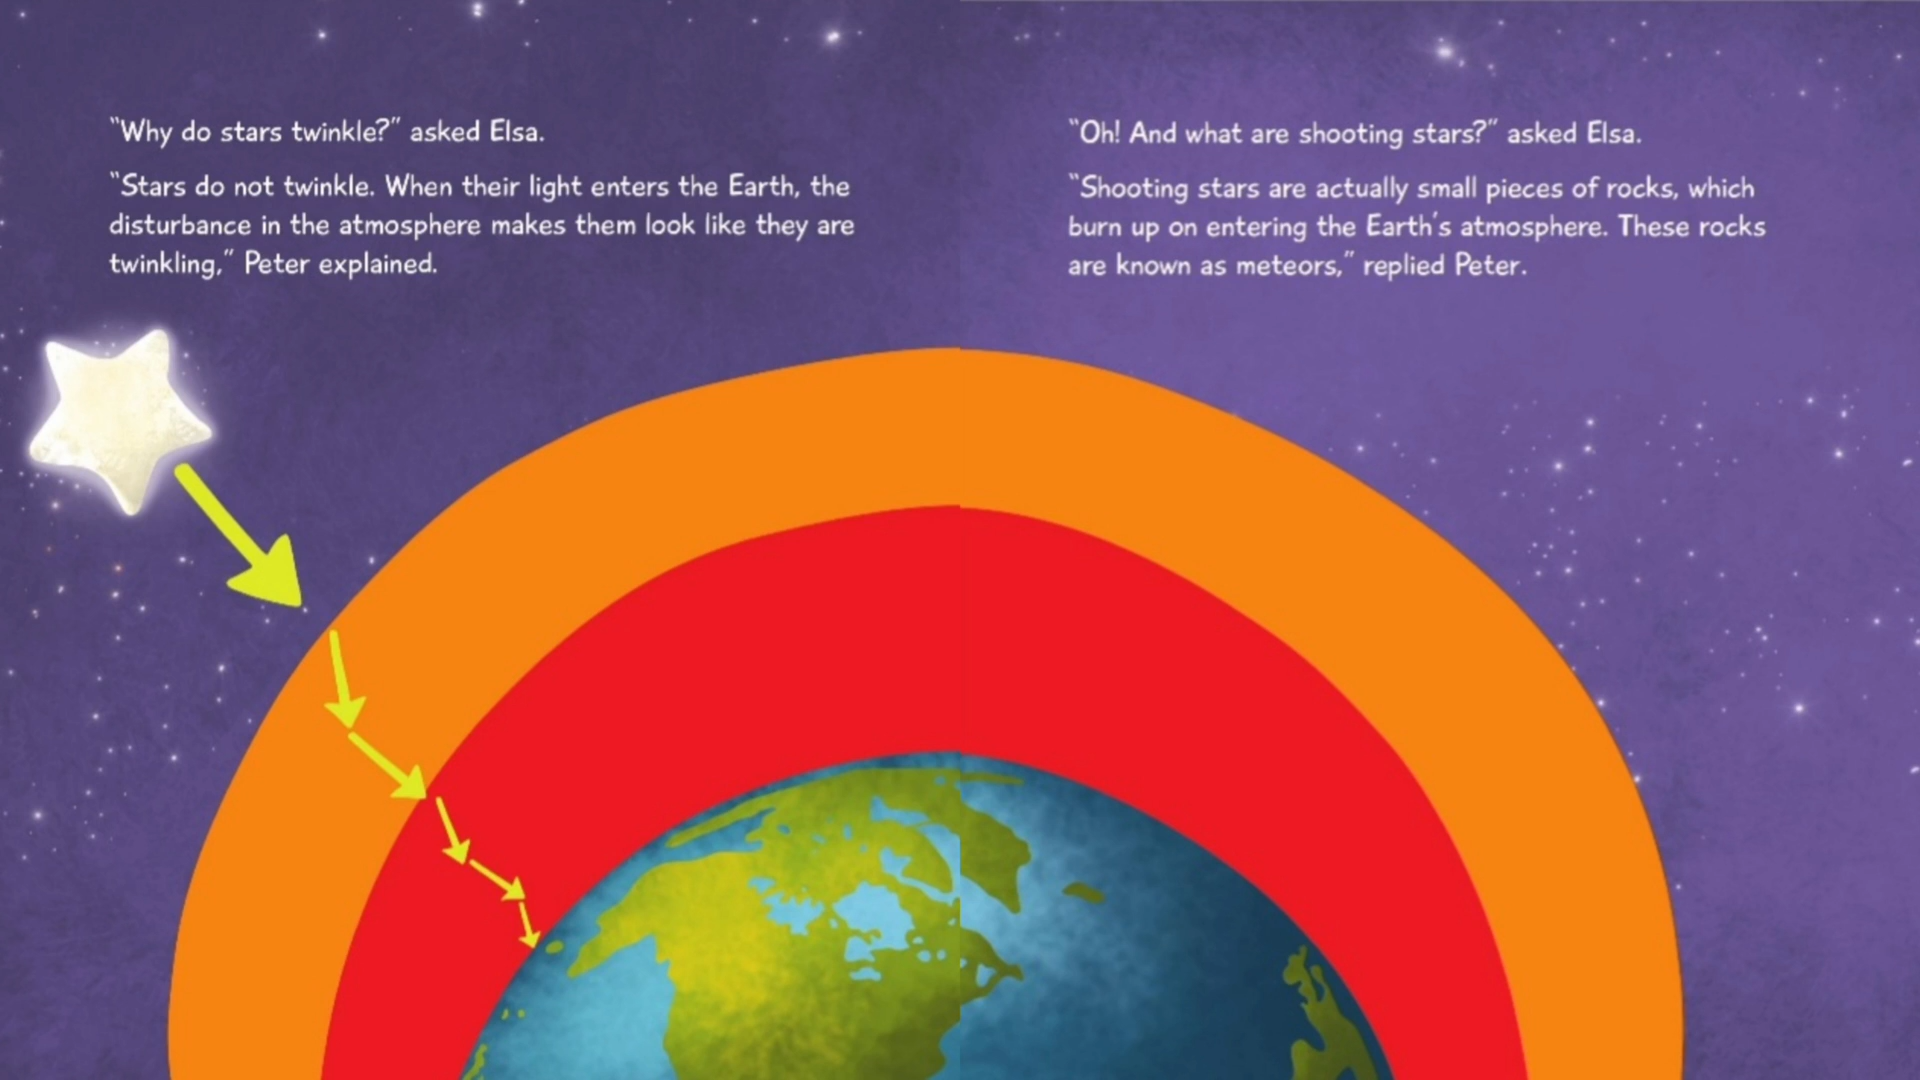 “Why do stars twinkle?” asked Elsa.
“Stars do not twinkle. When their light enters the Earth, the
disturbance in the atmosphere makes them look like they are
twinkling,” Peter explained.
“Oh! And what are shooting stars?” asked Elsa.
“Shooting stars are actually small pieces of rocks, which
burn up on entering the Earth’s atmosphere. These rocks
are known as meteors,” replied Peter.